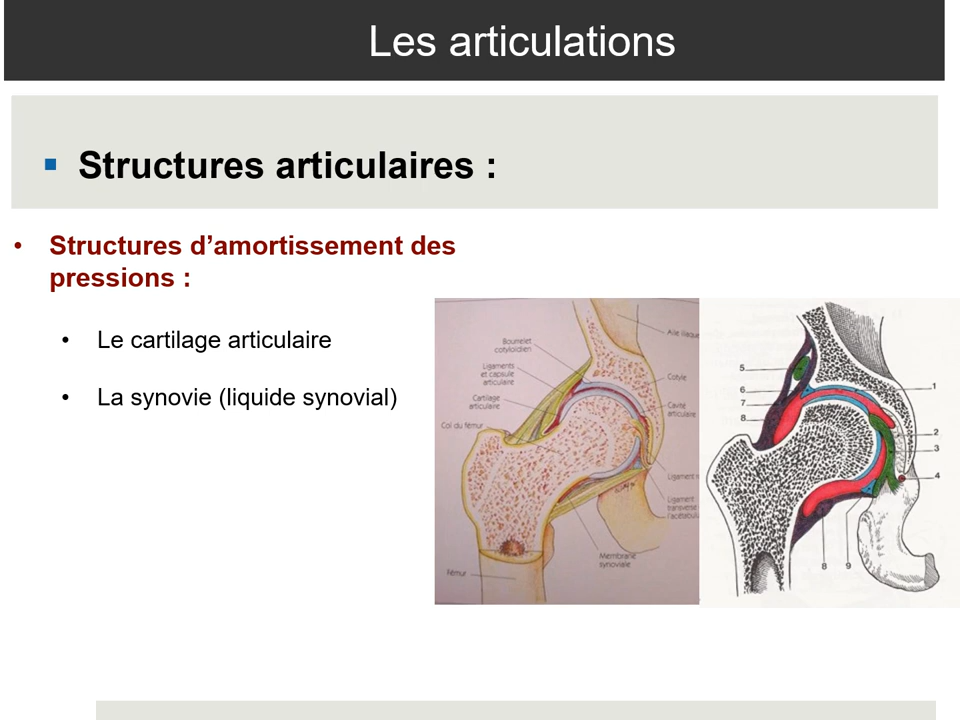 Les articulations
Structures articulaires :
Structures d’amortissement des
pressions :
Le cartilage articulaire
La synovie (liquide synovial)
Aile iliaque
Bourrelet
cotyloïdien
Ligaments
et capsule
articulaire
Cartilage
articulaire
Col du fémur
Cotyle
Cavité
articulaire
Ligament
Ligament
transverse
Membrane
synoviale
Fémur
5
6
7
8
1
2
3
4
8
9